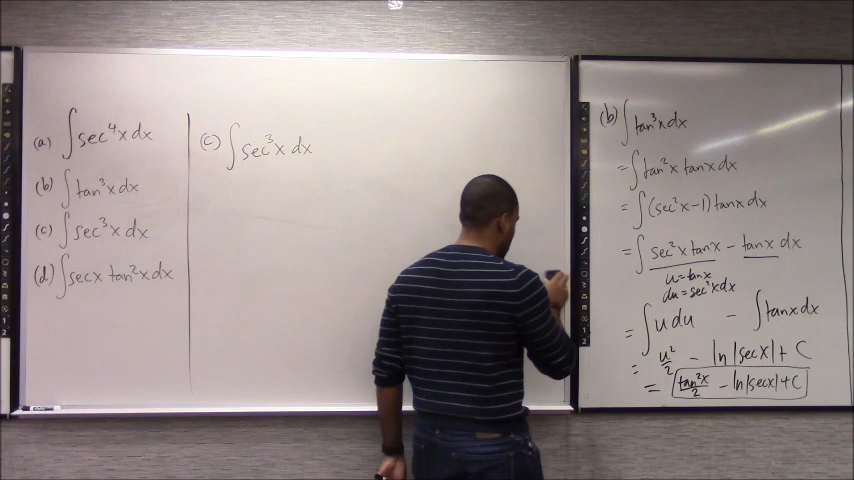 (a) ∫ sec⁴x dx
(b) ∫ tan³x dx
(c) ∫ sec³x dx
(d) ∫ secx tan²x dx
(c) ∫ sec³x dx
(b) ∫ tan³x dx
= ∫ tan²x tanx dx
= ∫ (sec²x-1) tanx dx
= ∫ sec²x tanx - tanx dx
u = tanx
du = sec²x dx
= ∫ u du - ∫ tanx dx
= u²/2 - ln|secx| + C
= tan²x/2 - ln|secx| + C